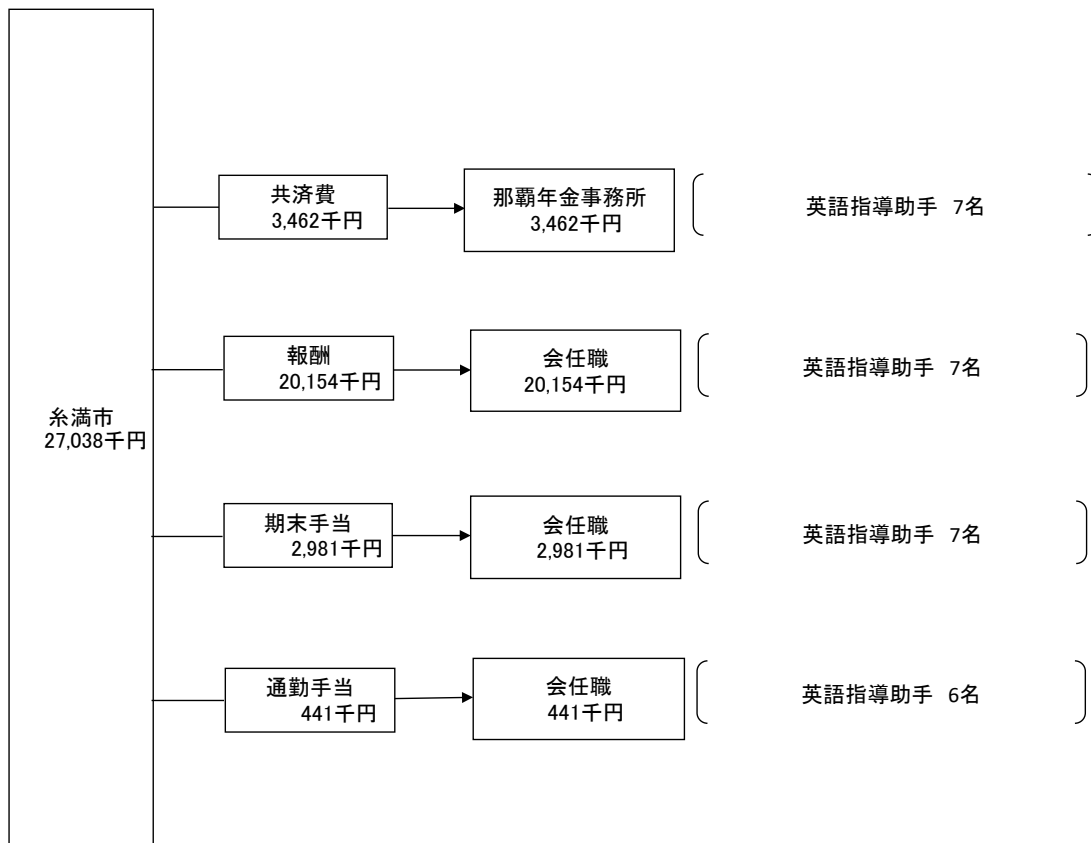 共済費
3,462千円
那覇年金事務所
3,462千円
英語指導助手 7名
報酬
20,154千円
会任職
20,154千円
英語指導助手 7名
糸満市
27,038千円
期末手当
2,981千円
会任職
2,981千円
英語指導助手 7名
通勤手当
441千円
会任職
441千円
英語指導助手 6名